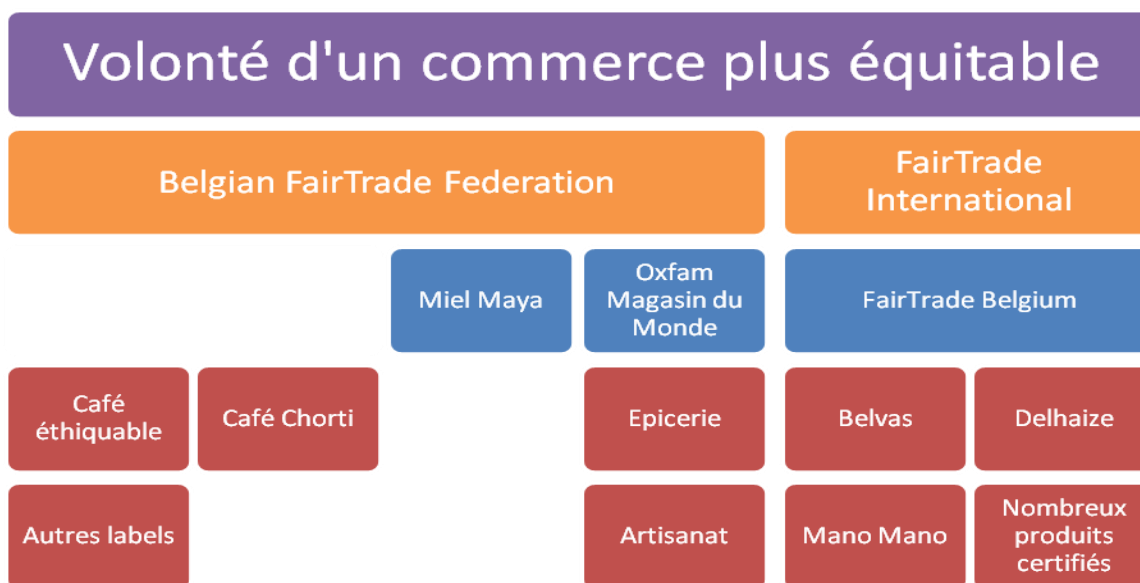 Volonté d'un commerce plus équitable
Belgian FairTrade Federation
FairTrade
International
Miel Maya
Oxfam
Magasin du
Monde
FairTrade Belgium
Café
éthiquable
Café Chorti
Epicerie
Belvas
Delhaize
Autres labels
Artisanat
Mano Mano
Nombreux
produits
certifiés